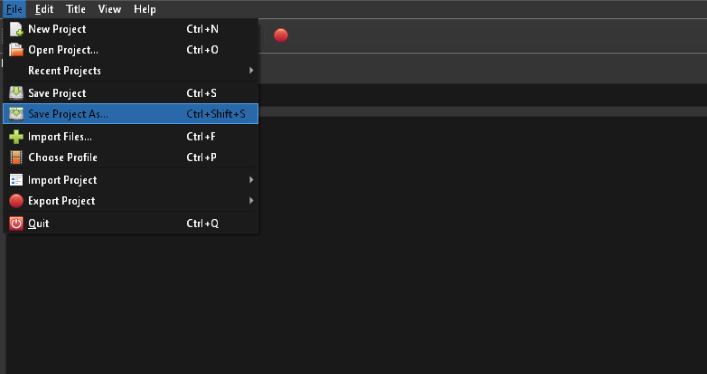 File Edit Title View Help
New Project Ctrl+N
Open Project... Ctrl+O
Recent Projects
Save Project Ctrl+S
Save Project As... Ctrl+Shift+S
Import Files... Ctrl+F
Choose Profile Ctrl+P
Import Project
Export Project
Quit Ctrl+Q